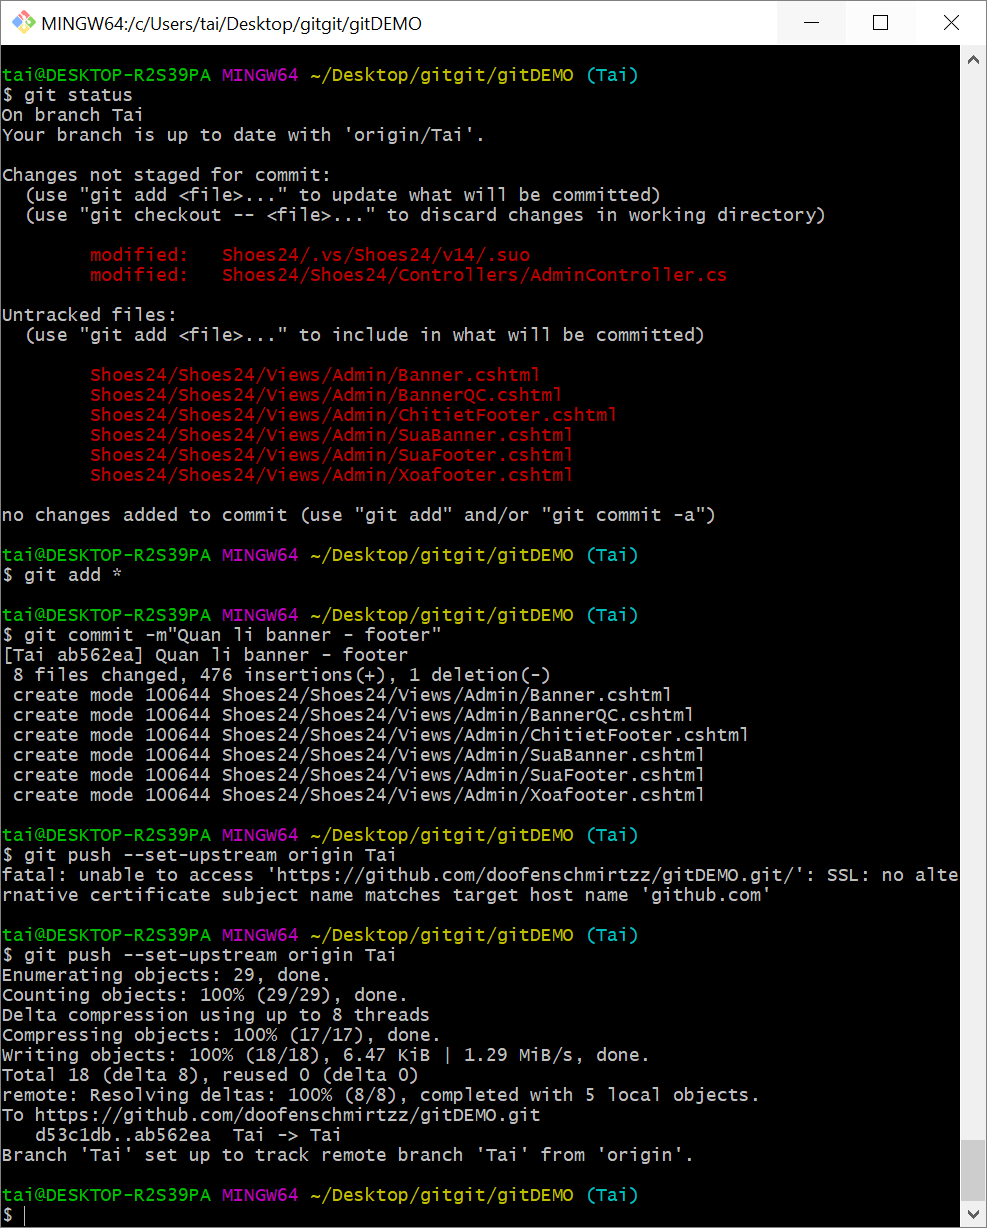 MINGW64:/c/Users/tai/Desktop/gitgit/gitDEMO
tai@DESKTOP-R2S39PA MINGW64 ~/Desktop/gitgit/gitDEMO (Tai)
$ git status
On branch Tai
Your branch is up to date with 'origin/Tai'.
Changes not staged for commit:
(use "git add <file>..." to update what will be committed)
(use "git checkout -- <file>..." to discard changes in working directory)
modified: Shoes24/.vs/Shoes24/v14/.suo
modified: Shoes24/Shoes24/Controllers/AdminController.cs
Untracked files:
(use "git add <file>..." to include in what will be committed)
Shoes24/Shoes24/Views/Admin/Banner.cshtml
Shoes24/Shoes24/Views/Admin/BannerQC.cshtml
Shoes24/Shoes24/Views/Admin/ChitietFooter.cshtml
Shoes24/Shoes24/Views/Admin/SuaBanner.cshtml
Shoes24/Shoes24/Views/Admin/SuaFooter.cshtml
Shoes24/Shoes24/Views/Admin/Xoafooter.cshtml
no changes added to commit (use "git add" and/or "git commit -a")
tai@DESKTOP-R2S39PA MINGW64 ~/Desktop/gitgit/gitDEMO (Tai)
$ git add *
tai@DESKTOP-R2S39PA MINGW64 ~/Desktop/gitgit/gitDEMO (Tai)
$ git commit -m"Quan li banner - footer"
[Tai ab562ea] Quan li banner - footer
8 files changed, 476 insertions(+), 1 deletion(-)
create mode 100644 Shoes24/Shoes24/Views/Admin/Banner.cshtml
create mode 100644 Shoes24/Shoes24/Views/Admin/BannerQC.cshtml
create mode 100644 Shoes24/Shoes24/Views/Admin/ChitietFooter.cshtml
create mode 100644 Shoes24/Shoes24/Views/Admin/SuaBanner.cshtml
create mode 100644 Shoes24/Shoes24/Views/Admin/SuaFooter.cshtml
create mode 100644 Shoes24/Shoes24/Views/Admin/Xoafooter.cshtml
tai@DESKTOP-R2S39PA MINGW64 ~/Desktop/gitgit/gitDEMO (Tai)
$ git push --set-upstream origin Tai
fatal: unable to access 'https://github.com/doofenschmirtzz/gitDEMO.git/': SSL: no alte
rnative certificate subject name matches target host name 'github.com'
tai@DESKTOP-R2S39PA MINGW64 ~/Desktop/gitgit/gitDEMO (Tai)
$ git push --set-upstream origin Tai
Enumerating objects: 29, done.
Counting objects: 100% (29/29), done.
Delta compression using up to 8 threads
Compressing objects: 100% (17/17), done.
Writing objects: 100% (18/18), 6.47 KiB | 1.29 MiB/s, done.
Total 18 (delta 8), reused 0 (delta 0)
remote: Resolving deltas: 100% (8/8), completed with 5 local objects.
To https://github.com/doofenschmirtzz/gitDEMO.git
d53c1db..ab562ea Tai -> Tai
Branch 'Tai' set up to track remote branch 'Tai' from 'origin'.
tai@DESKTOP-R2S39PA MINGW64 ~/Desktop/gitgit/gitDEMO (Tai)
$